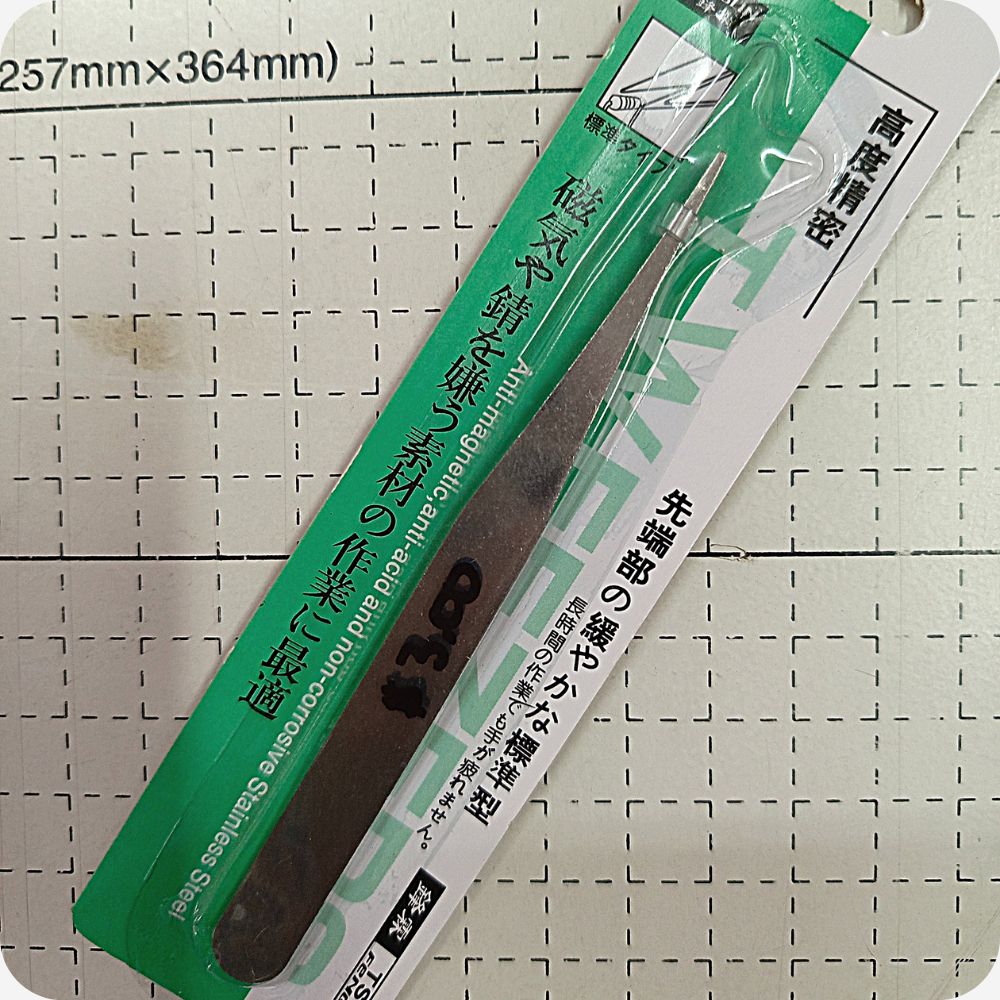 257mm×364mm)
標準タイプ
高度精密
磁気や錆を嫌う素材の作業に最適
Anti-magnetic,anti-acid and non-corrosive Stainless Steel
TWEEZERS
先端部の緩やかな標準型
長時間の作業でも手が疲れません。
TS